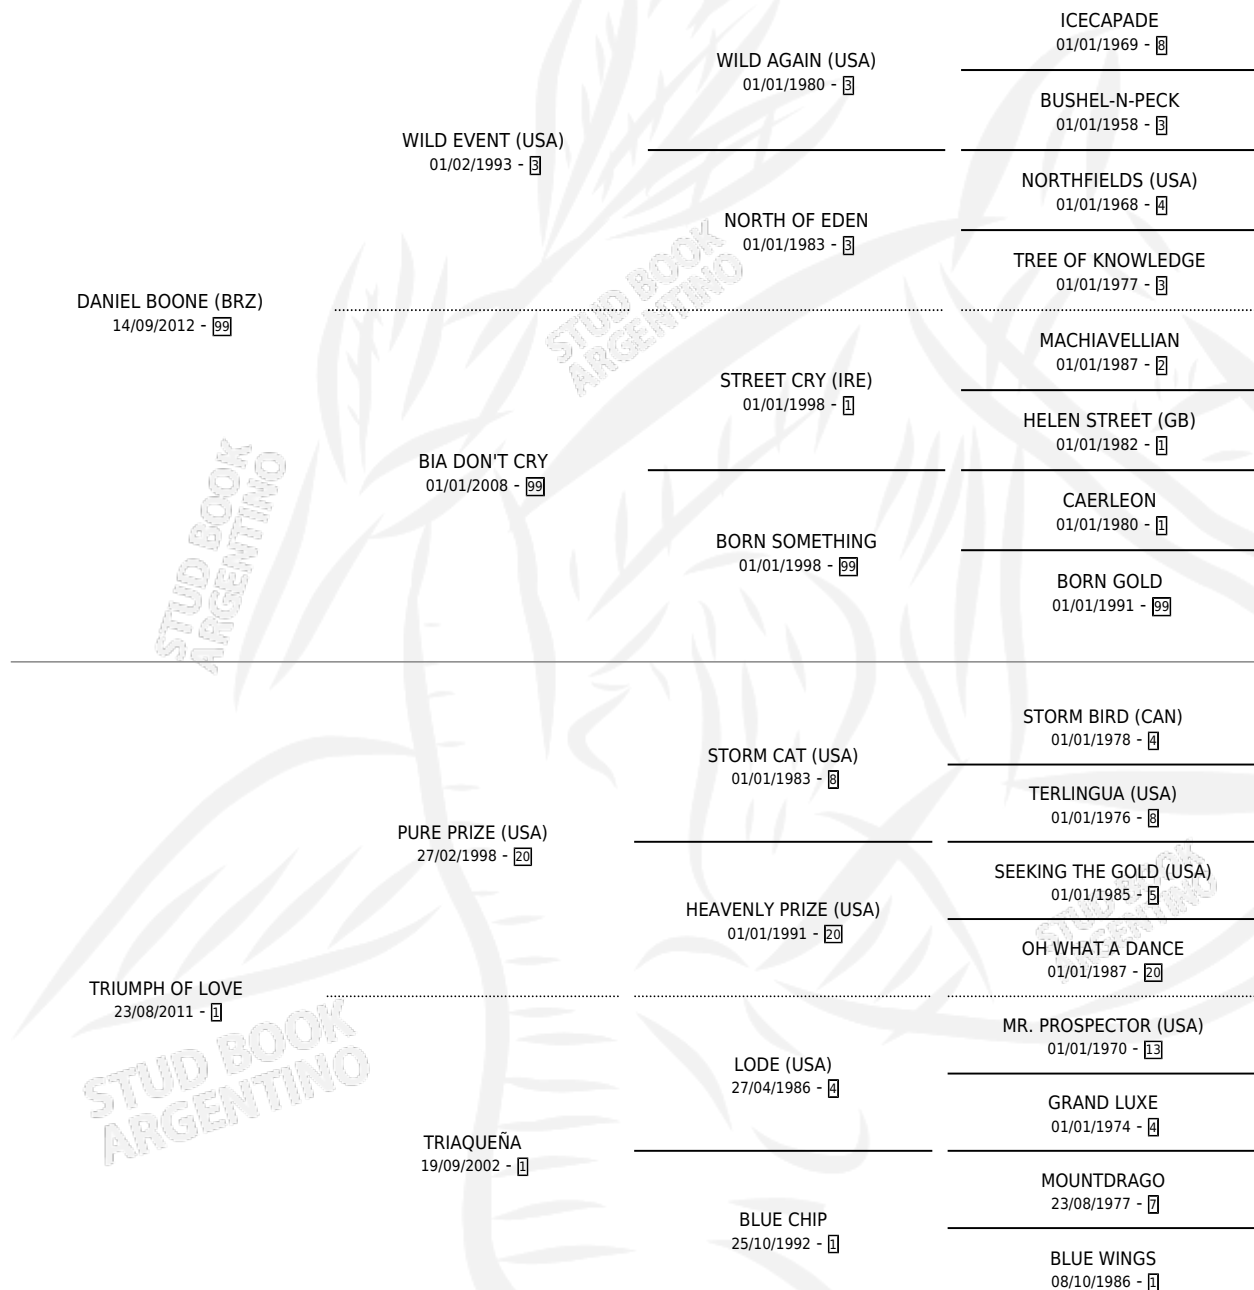 ICECAPADE
01/01/1969 - 8
WILD AGAIN (USA)
01/01/1980 - 3
BUSHEL-N-PECK
01/01/1958 - 3
WILD EVENT (USA)
01/02/1993 - 3
NORTHFIELDS (USA)
01/01/1968 - 4
NORTH OF EDEN
01/01/1983 - 3
TREE OF KNOWLEDGE
01/01/1977 - 3
DANIEL BOONE (BRZ)
14/09/2012 - 99
STUD BOOK
ARGENTINO
MACHIAVELLIAN
01/01/1987 - 2
STREET CRY (IRE)
01/01/1998 - 1
HELEN STREET (GB)
01/01/1982 - 1
BIA DON'T CRY
01/01/2008 - 99
CAERLEON
01/01/1980 - 1
BORN SOMETHING
01/01/1998 - 99
BORN GOLD
01/01/1991 - 99
STUD BOOK
ARGENTINO
STORM BIRD (CAN)
01/01/1978 - 4
STORM CAT (USA)
01/01/1983 - 8
TERLINGUA (USA)
01/01/1976 - 8
PURE PRIZE (USA)
27/02/1998 - 20
SEEKING THE GOLD (USA)
01/01/1985 - 5
HEAVENLY PRIZE (USA)
01/01/1991 - 20
STUD BOOK
ARGENTINO
OH WHAT A DANCE
01/01/1987 - 20
TRIUMPH OF LOVE
23/08/2011 - 1
MR. PROSPECTOR (USA)
01/01/1970 - 13
LODE (USA)
27/04/1986 - 4
GRAND LUXE
01/01/1974 - 4
STUD BOOK
ARGENTINO
TRIAQUEÑA
19/09/2002 - 1
MOUNTDRAGO
23/08/1977 - 7
BLUE CHIP
25/10/1992 - 1
BLUE WINGS
08/10/1986 - 1